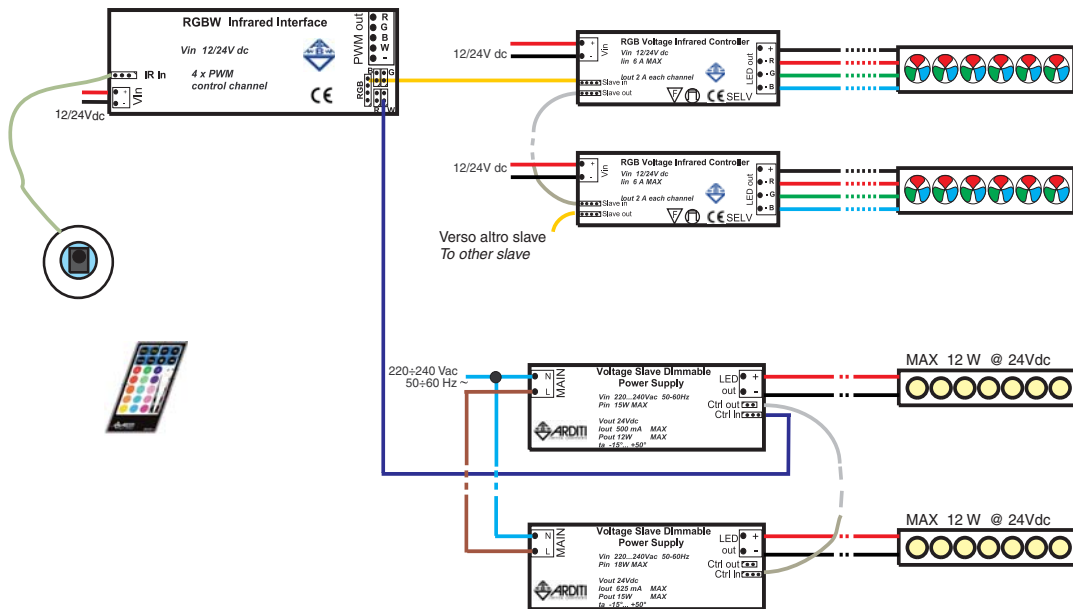 RGBW Infrared Interface
Vin 12/24V dc
4 x PWM
control channel
IR In
Vin
+
-
12/24Vdc
PWM out
R
G
B
W
-
B G
RGB
R W
CE
12/24V dc
RGB Voltage Infrared Controller
Vin 12/24V dc
Iin 6 A MAX
Iout 2 A each channel
+
-
Vin
Slave in
Slave out
F
CE SELV
LED out
+
R
G
B
12/24V dc
RGB Voltage Infrared Controller
Vin 12/24V dc
Iin 6 A MAX
Iout 2 A each channel
+
-
Vin
Slave in
Slave out
F
CE SELV
LED out
+
R
G
B
Verso altro slave
To other slave
220÷240 Vac
50÷60 Hz ~
N
L
MAIN
Voltage Slave Dimmable
Power Supply
Vin 220...240Vac 50-60Hz
Pin 15W MAX
Vout 24Vdc
Iout 500 mA MAX
Pout 12W MAX
ta -15°... +50°
ARDITI
LED +
out -
Ctrl out
Ctrl In
MAX 12 W @ 24Vdc
N
L
MAIN
Voltage Slave Dimmable
Power Supply
Vin 220...240Vac 50-60Hz
Pin 18W MAX
Vout 24Vdc
Iout 625 mA MAX
Pout 15W MAX
ta -15°... +50°
ARDITI
LED +
out -
Ctrl out
Ctrl In
MAX 12 W @ 24Vdc
ARDITI